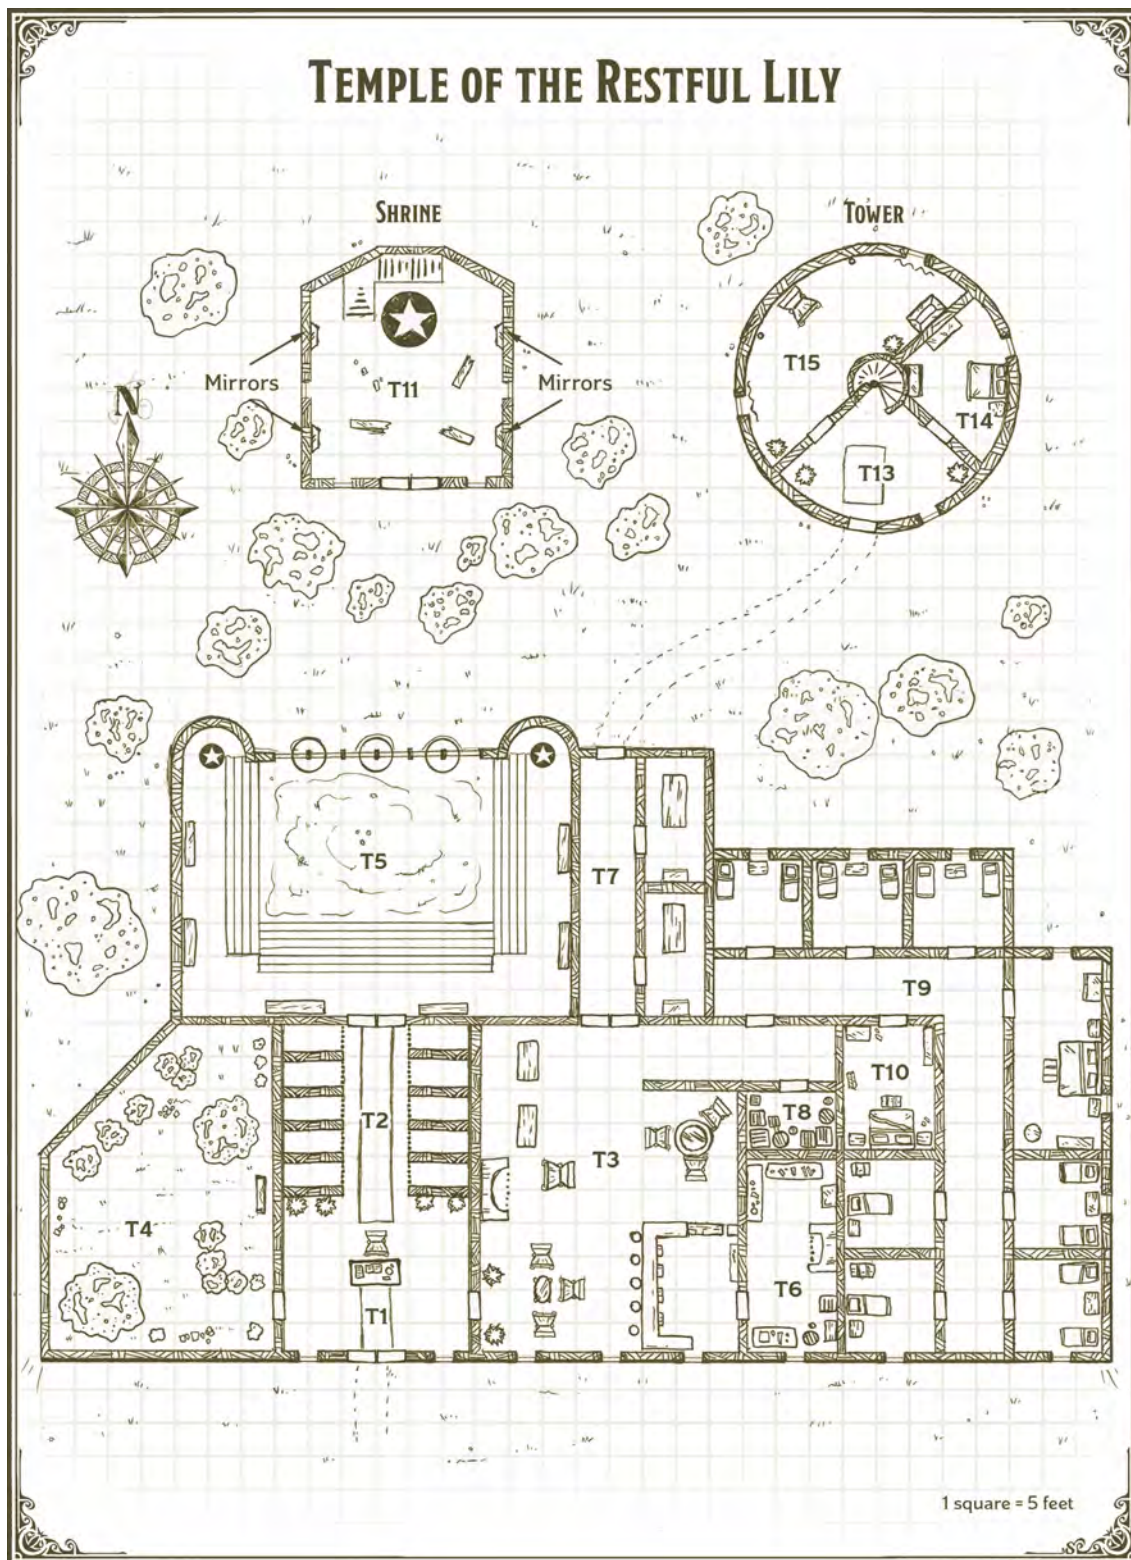 TEMPLE OF THE RESTFUL LILY
SHRINE
TOWER
Mirrors
Mirrors
T11
T15
T14
T13
N
T5
T7
T9
T10
T2
T8
T3
T4
T6
T1
1 square = 5 feet